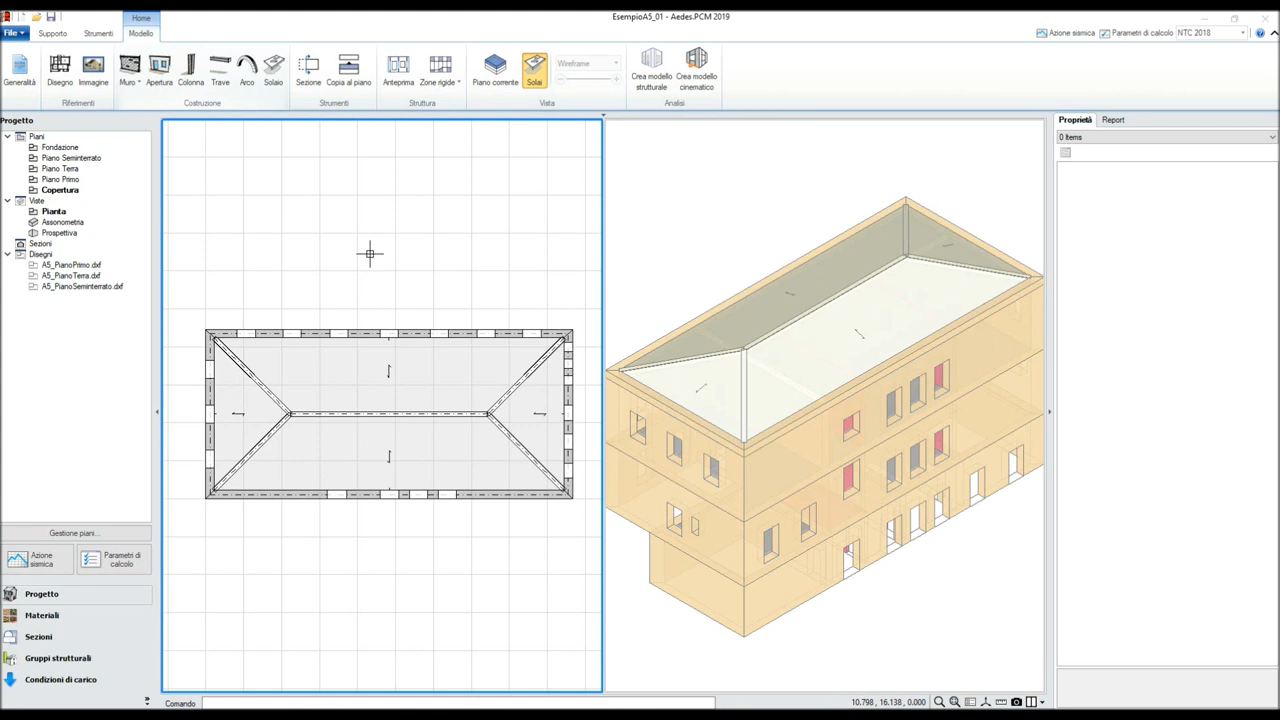 EsempioA5_01 - Aedes.PCM 2019
Home
File
Supporto
Strumenti
Modello
Azione sismica
Parametri di calcolo
NTC 2018
Generalità
Disegno
Immagine
Muro
Apertura
Colonna
Trave
Arco
Solaio
Sezione
Copia al piano
Anteprima
Zone rigide
Piano corrente
Solai
Wireframe
Crea modello
strutturale
Crea modello
cinematico
Riferimenti
Costruzione
Strumenti
Struttura
Vista
Analisi
Progetto
Piani
Fondazione
Piano Seminterrato
Piano Terra
Piano Primo
Copertura
Viste
Pianta
Assonometria
Prospettiva
Sezioni
Disegni
A5_PianoPrimo.dxf
A5_PianoTerra.dxf
A5_PianoSeminterrato.dxf
Gestione piani...
Azione
sismica
Parametri di
calcolo
Progetto
Materiali
Sezioni
Gruppi strutturali
Condizioni di carico
Proprietà
Report
0 Items
Comando
10.798 , 16.138 , 0.000